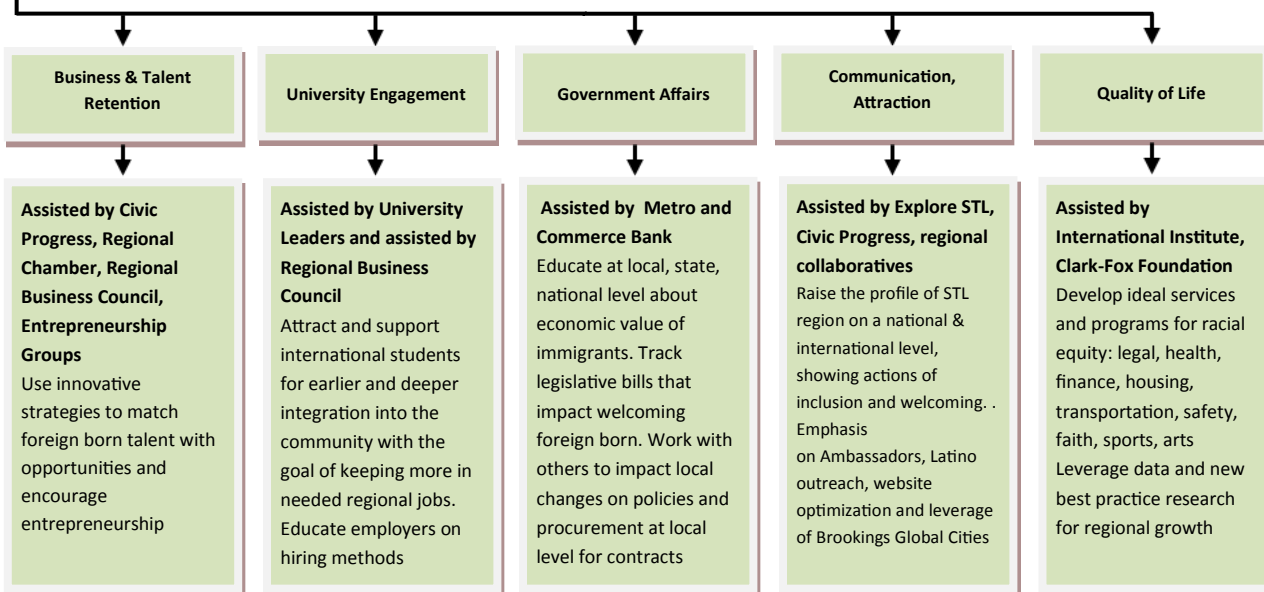 Business & Talent
Retention
University Engagement
Government Affairs
Communication,
Attraction
Quality of Life
Assisted by Civic
Progress, Regional
Chamber, Regional
Business Council,
Entrepreneurship
Groups
Use innovative
strategies to match
foreign born talent with
opportunities and
encourage
entrepreneurship
Assisted by University
Leaders and assisted by
Regional Business
Council
Attract and support
international students
for earlier and deeper
integration into the
community with the
goal of keeping more in
needed regional jobs.
Educate employers on
hiring methods
Assisted by Metro and
Commerce Bank
Educate at local, state,
national level about
economic value of
immigrants. Track
legislative bills that
impact welcoming
foreign born. Work with
others to impact local
changes on policies and
procurement at local
level for contracts
Assisted by Explore STL,
Civic Progress, regional
collaboratives
Raise the profile of STL
region on a national &
international level,
showing actions of
inclusion and welcoming. .
Emphasis
on Ambassadors, Latino
outreach, website
optimization and leverage
of Brookings Global Cities
Assisted by
International Institute,
Clark-Fox Foundation
Develop ideal services
and programs for racial
equity: legal, health,
finance, housing,
transportation, safety,
faith, sports, arts
Leverage data and new
best practice research
for regional growth